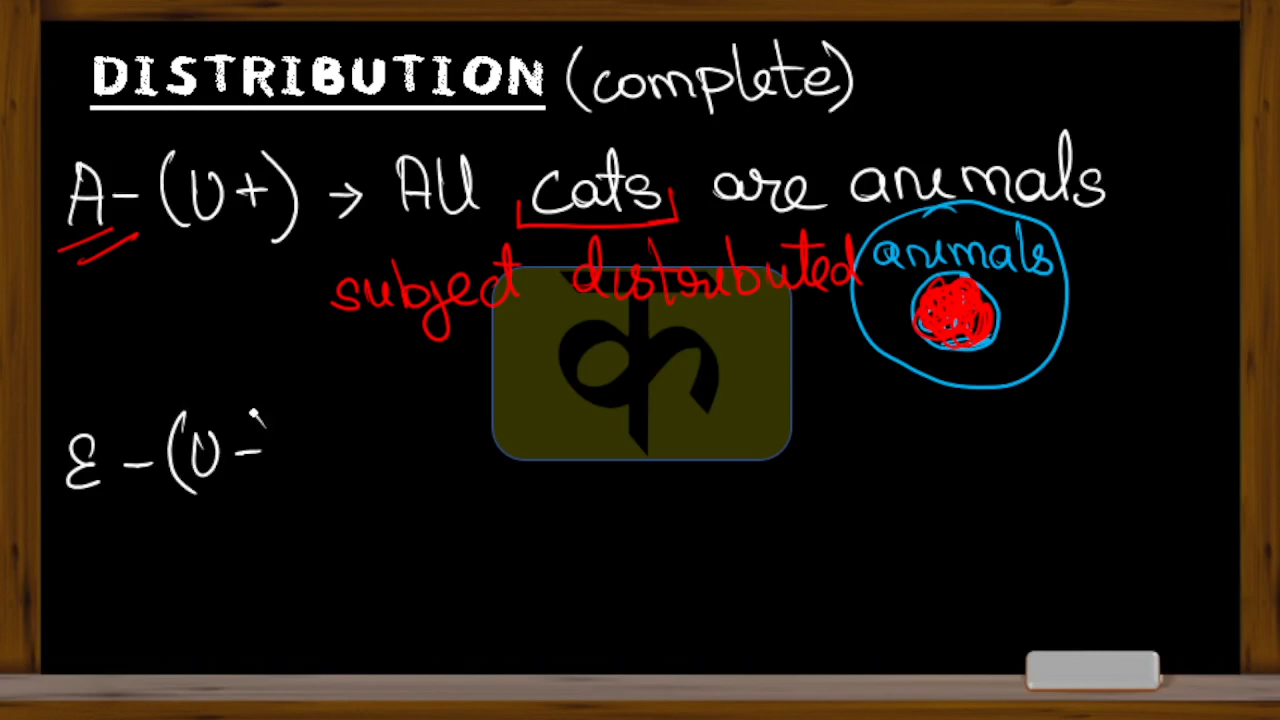 DISTRIBUTION (complete)
A- (U+) → All cats are animals
subject distributed animals
क
E - (U -